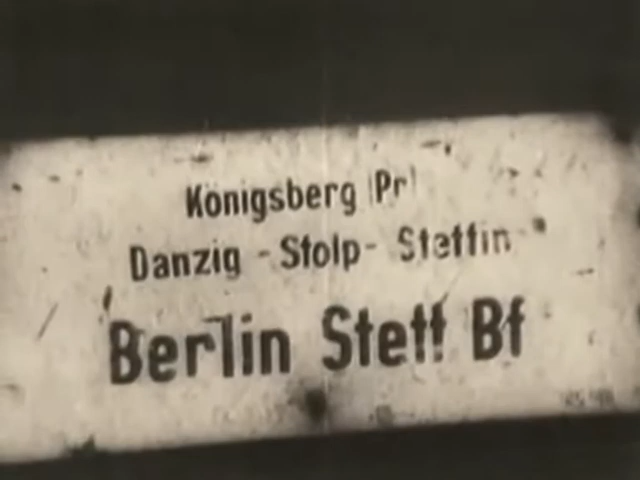 Königsberg (Pr)
Danzig - Stolp - Stettin
Berlin Stett Bf